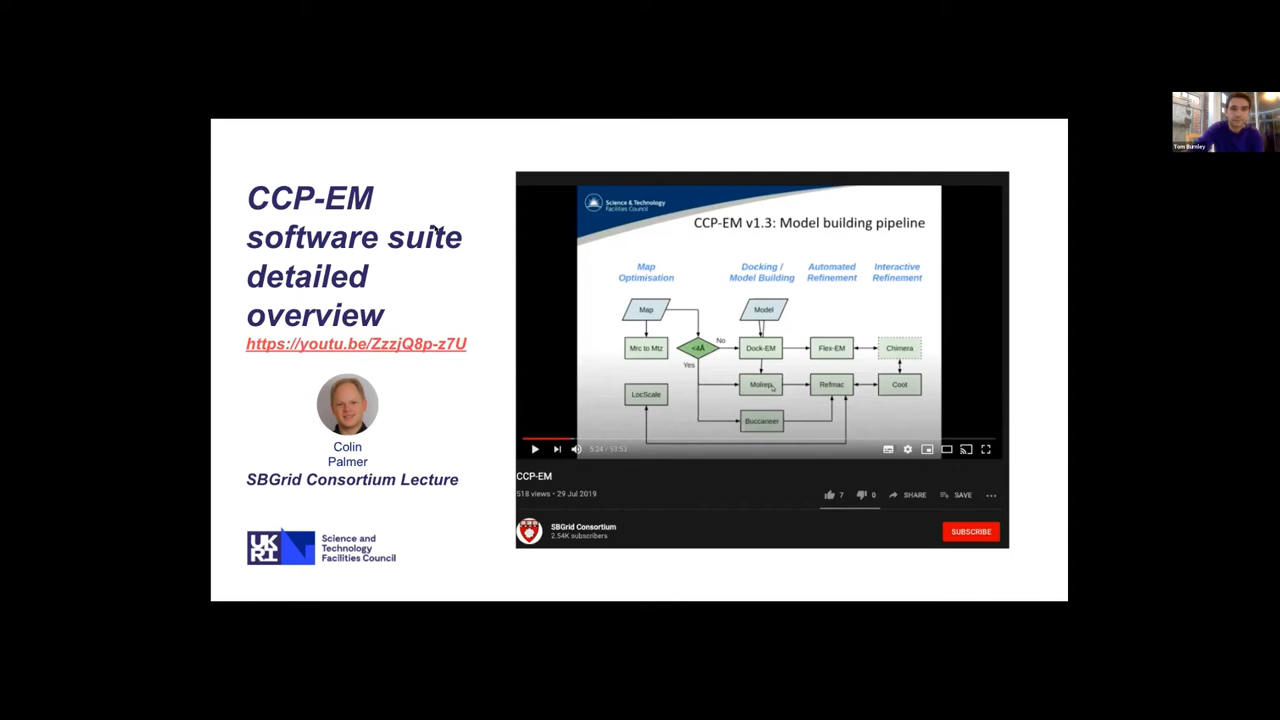 CCP-EM
software suite
detailed
overview
https://youtu.be/ZzzjQ8p-z7U
Colin
Palmer
SBGrid Consortium Lecture
UK
RI
Science and
Technology
Facilities Council
Science & Technology
Facilities Council
CCP-EM v1.3: Model building pipeline
Map
Optimisation
Docking /
Model Building
Automated
Refinement
Interactive
Refinement
Map
Model
Mrc to Mtz
<4Å
No
Yes
Dock-EM
Flex-EM
Chimera
LocScale
Molrep
Refmac
Coot
Buccaneer
5:24 / 53:53
CCP-EM
518 views • 29 Jul 2019
7
0
SHARE
SAVE
SBGrid Consortium
2.54K subscribers
SUBSCRIBE
Tom Burnley